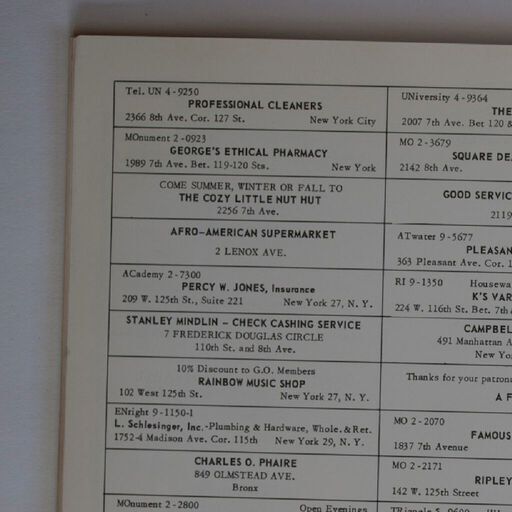 Tel. UN 4-9250
PROFESSIONAL CLEANERS
2366 8th Ave. Cor. 127 St. New York City
MOnument 2-0923
GEORGE'S ETHICAL PHARMACY
1989 7th Ave. Bet. 119-120 Sts. New York
COME SUMMER, WINTER OR FALL TO
THE COZY LITTLE NUT HUT
2256 7th Ave.
AFRO-AMERICAN SUPERMARKET
2 LENOX AVE.
ACademy 2-7300
PERCY W. JONES, Insurance
209 W. 125th St., Suite 221 New York 27, N. Y.
STANLEY MINDLIN - CHECK CASHING SERVICE
7 FREDERICK DOUGLAS CIRCLE
110th St. and 8th Ave.
10% Discount to G.O. Members
RAINBOW MUSIC SHOP
102 West 125th St. New York 27, N. Y.
ENright 9-1150-1
L. Schlesinger, Inc.-Plumbing & Hardware, Whole. & Ret.
1752-4 Madison Ave. Cor. 115th New York 29, N. Y.
CHARLES O. PHAIRE
849 OLMSTEAD AVE.
Bronx
MOnument 2-2800 Open Evenings
UNiversity 4-9364
THE
2007 7th Ave. Bet 120 &
MO 2-3679
SQUARE DE
2142 8th Ave.
GOOD SERVIC
2119
ATwater 9-5677
PLEASAN
363 Pleasant Ave. Cor. 1
RI 9-1350 Housewa
K'S VAR
224 W. 116th St. Bet. 7th
CAMPBEL
491 Manhattan A
New Yo
Thanks for your patron
A F
MO 2-2070
FAMOUS
1837 7th Avenue
MO 2-2171
RIPLEY
142 W. 125th Street